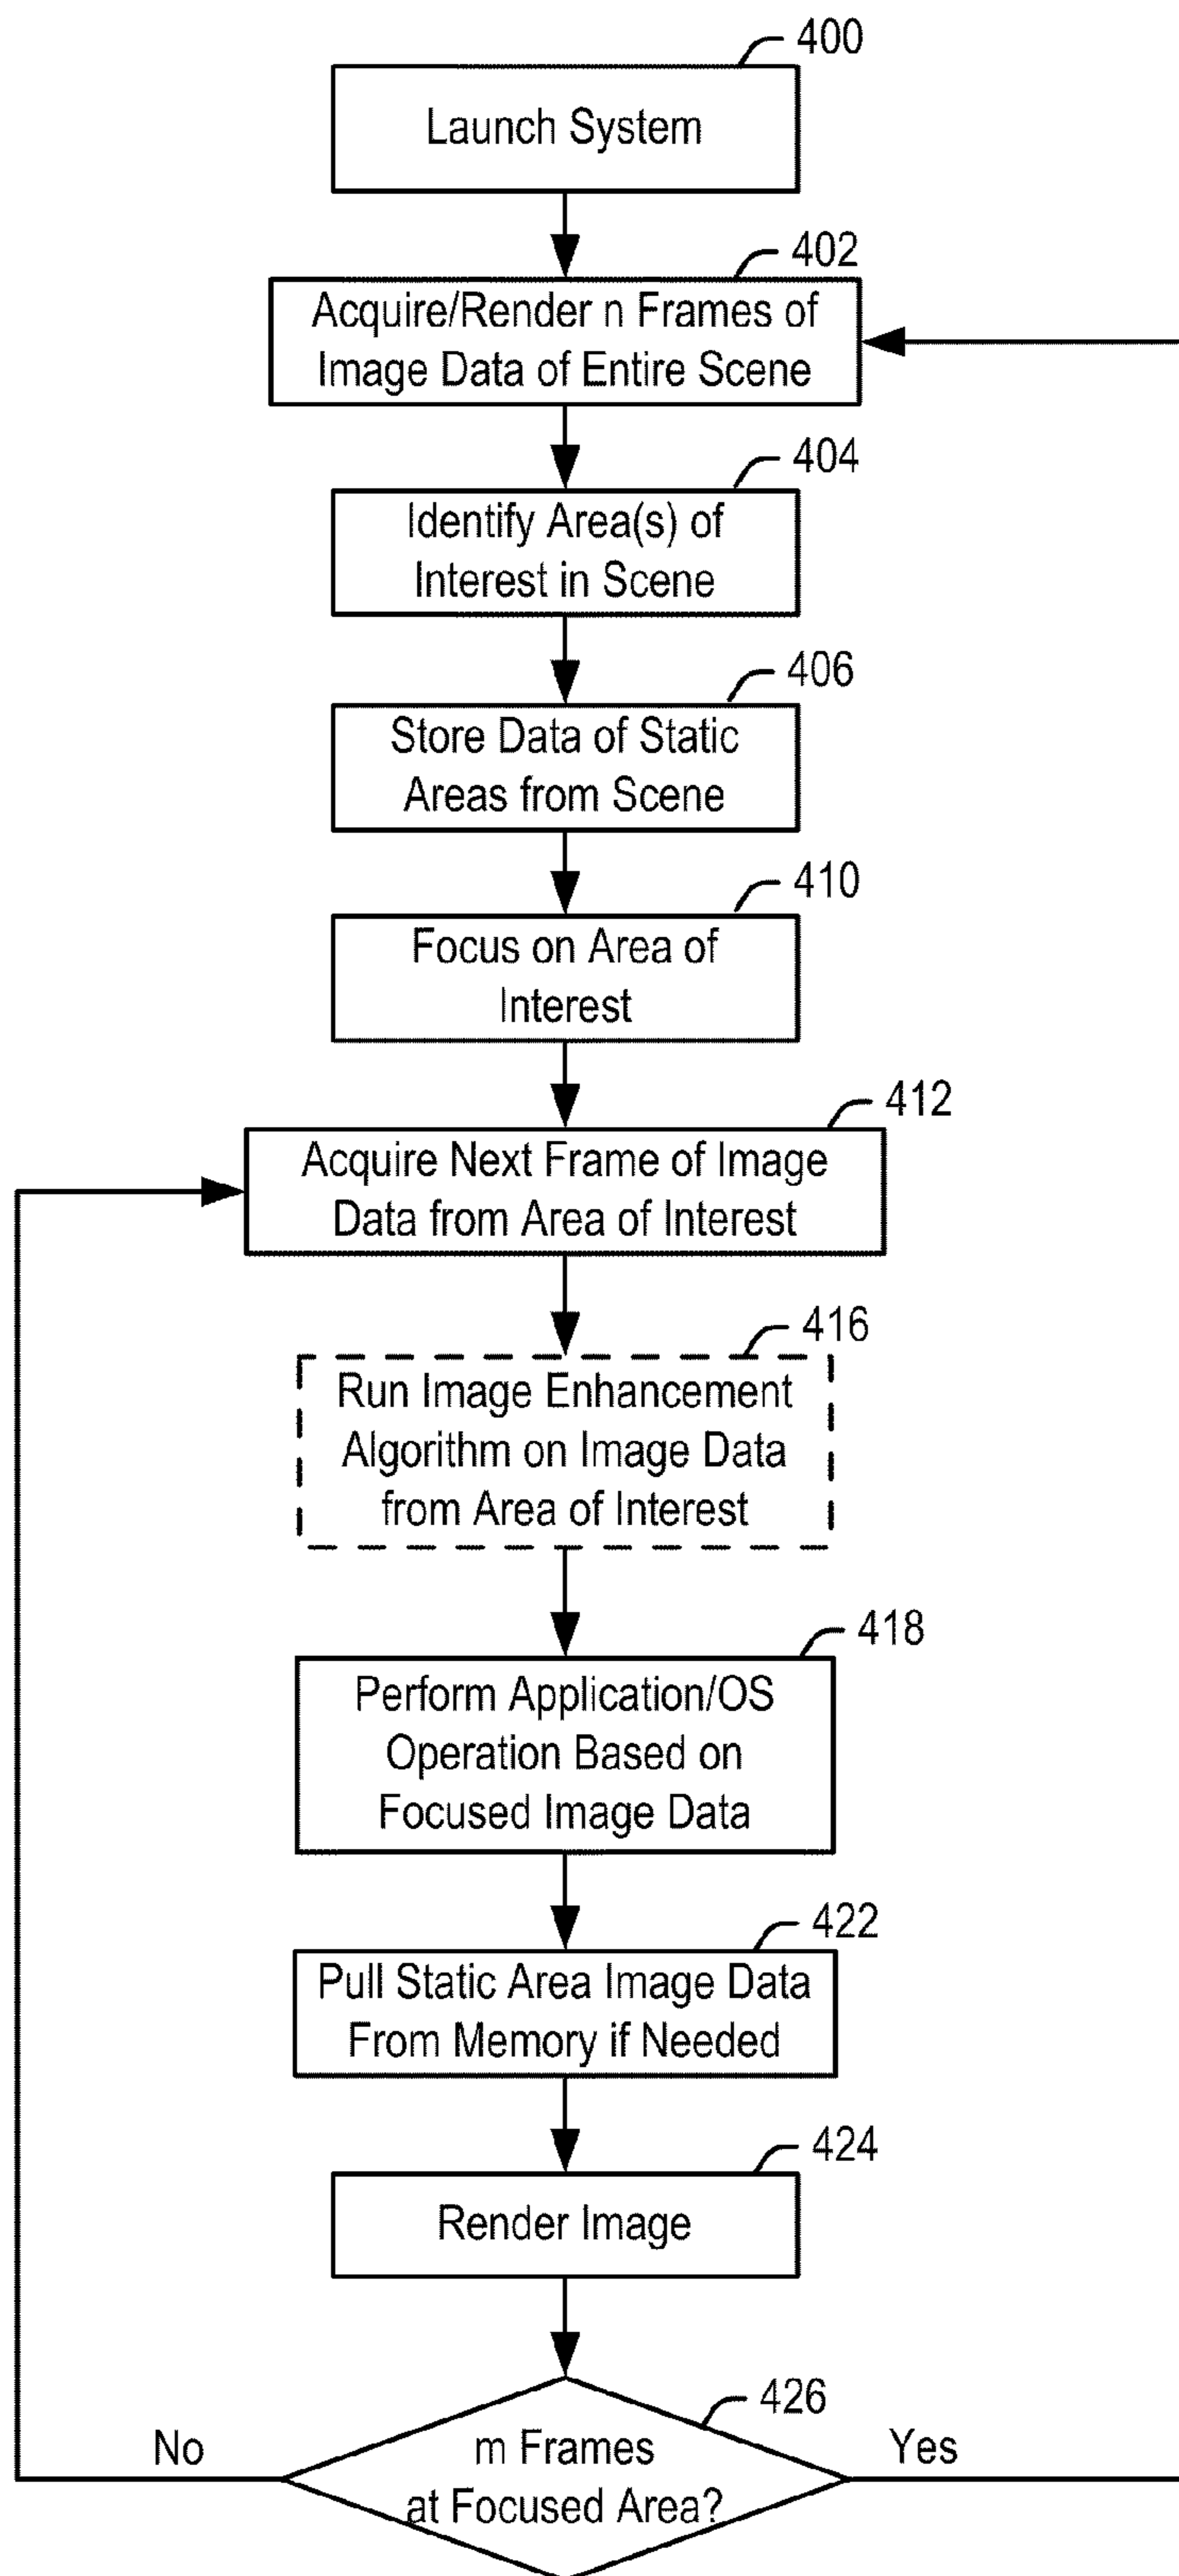 400
Launch System
402
Acquire/Render n Frames of
Image Data of Entire Scene
404
Identify Area(s) of
Interest in Scene
406
Store Data of Static
Areas from Scene
410
Focus on Area of
Interest
412
Acquire Next Frame of Image
Data from Area of Interest
416
Run Image Enhancement
Algorithm on Image Data
from Area of Interest
418
Perform Application/OS
Operation Based on
Focused Image Data
422
Pull Static Area Image Data
From Memory if Needed
424
Render Image
426
No
m Frames
at Focused Area?
Yes